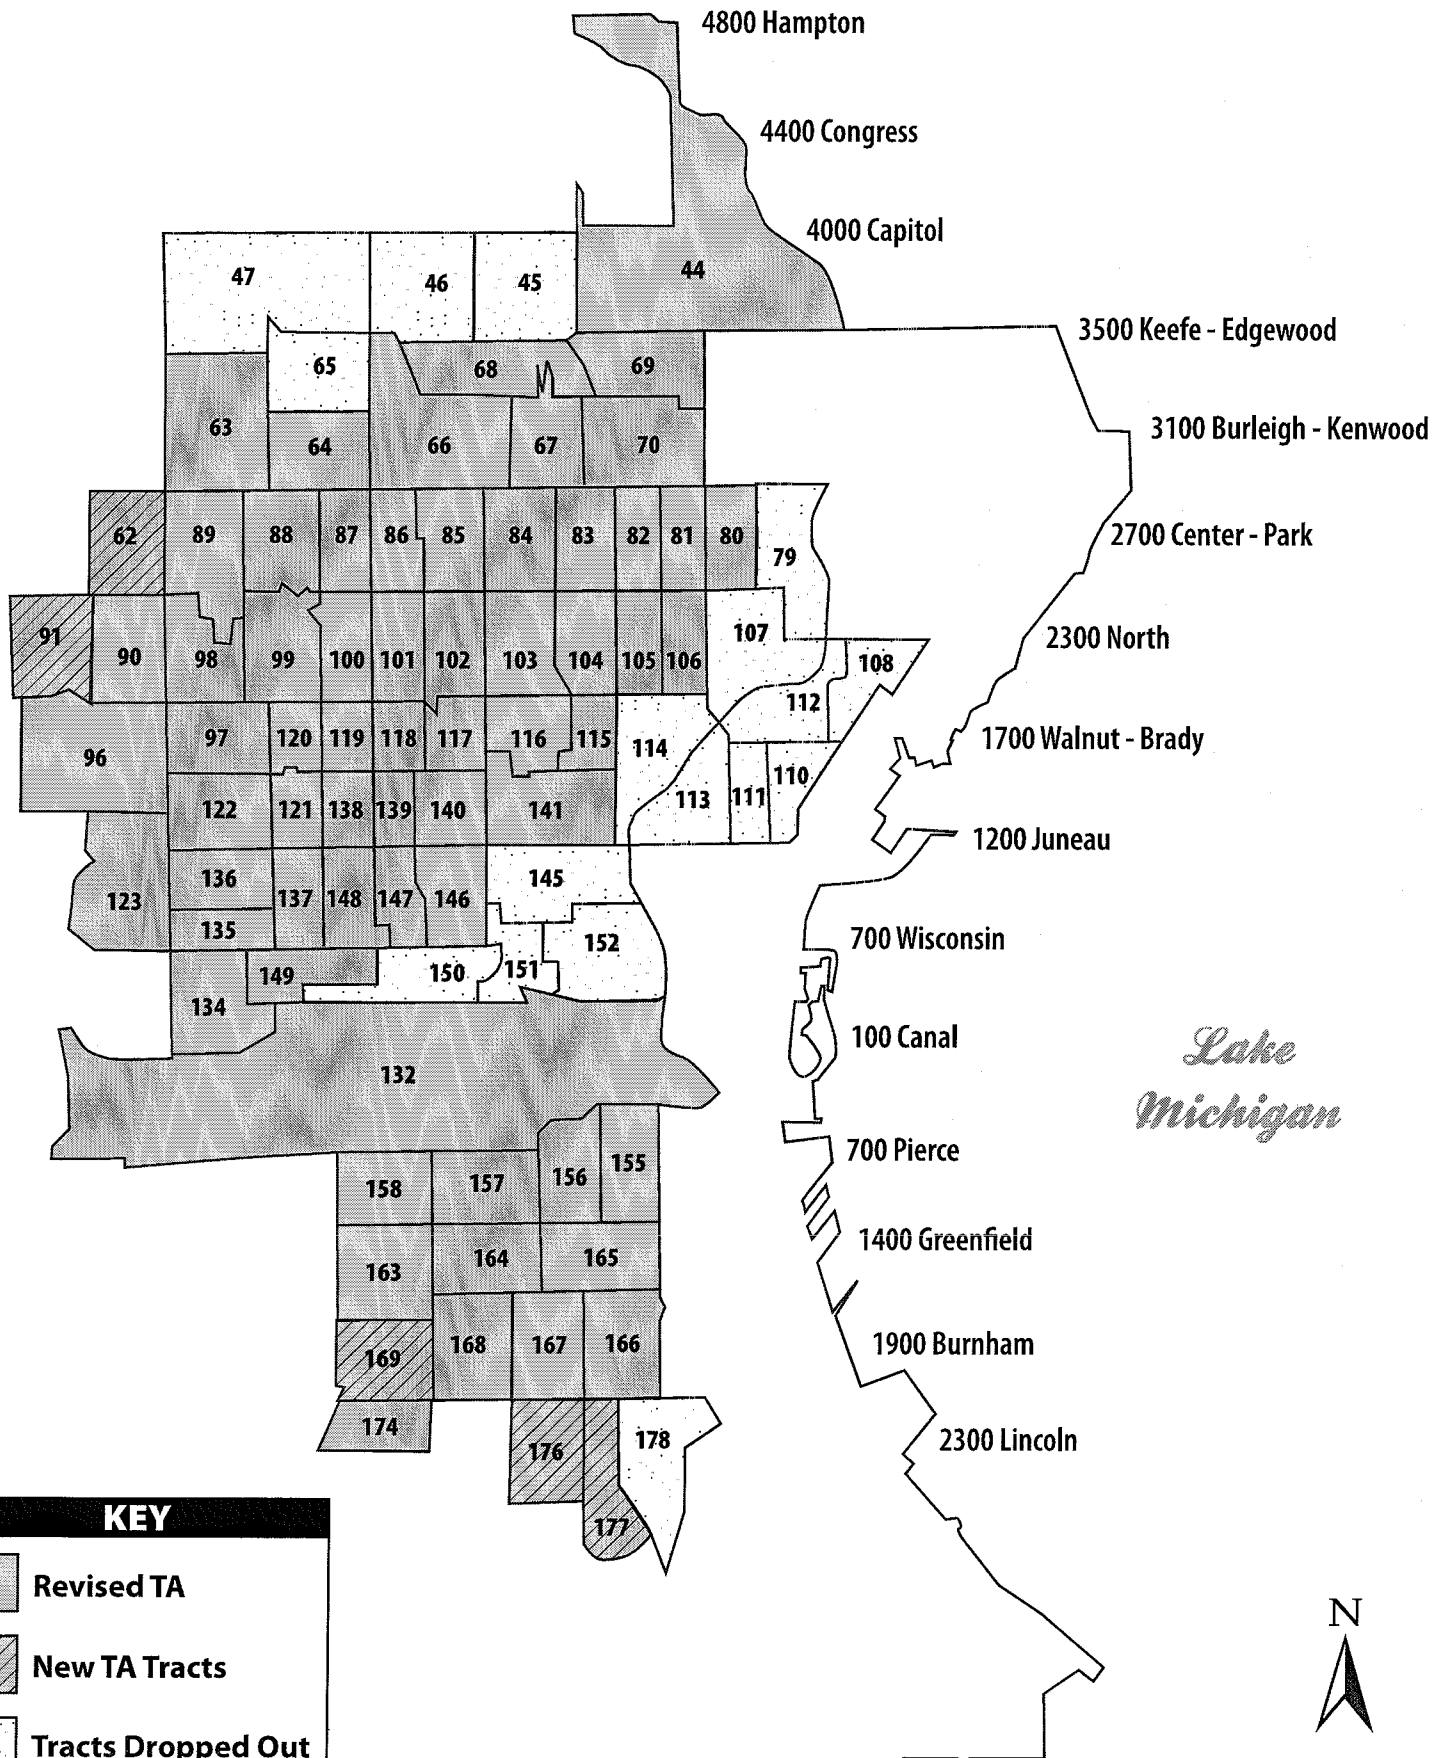 4800 Hampton
4400 Congress
4000 Capitol
47 46 45 44
3500 Keefe - Edgewood
65 68 69
63 64 66 67 70
3100 Burleigh - Kenwood
62 89 88 87 86 85 84 83 82 81 80 79
2700 Center - Park
91 90 98 99 100 101 102 103 104 105 106 107 108
2300 North
112
96 97 120 119 118 117 116 115 114
1700 Walnut - Brady
122 121 138 139 140 141 113 111 110
1200 Juneau
123 136 137 148 147 146 145
135
700 Wisconsin
134 149 150 151 152
100 Canal
132
Lake
Michigan
700 Pierce
158 157 156 155
1400 Greenfield
163 164 165
1900 Burnham
169 168 167 166
174 176 178
2300 Lincoln
177
KEY
Revised TA
New TA Tracts
Tracts Dropped Out
N